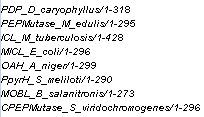 PDP_D_caryophyllus/1-318
PEPMutase_M_edulis/1-295
ICL_M_tuberculosis/1-428
MICL_E_coli/1-296
OAH_A_niger/1-299
PpyrH_S_meliloti/1-290
MOBL_B_salanitronis/1-273
CPEPMutase_S_viridochromogenes/1-296